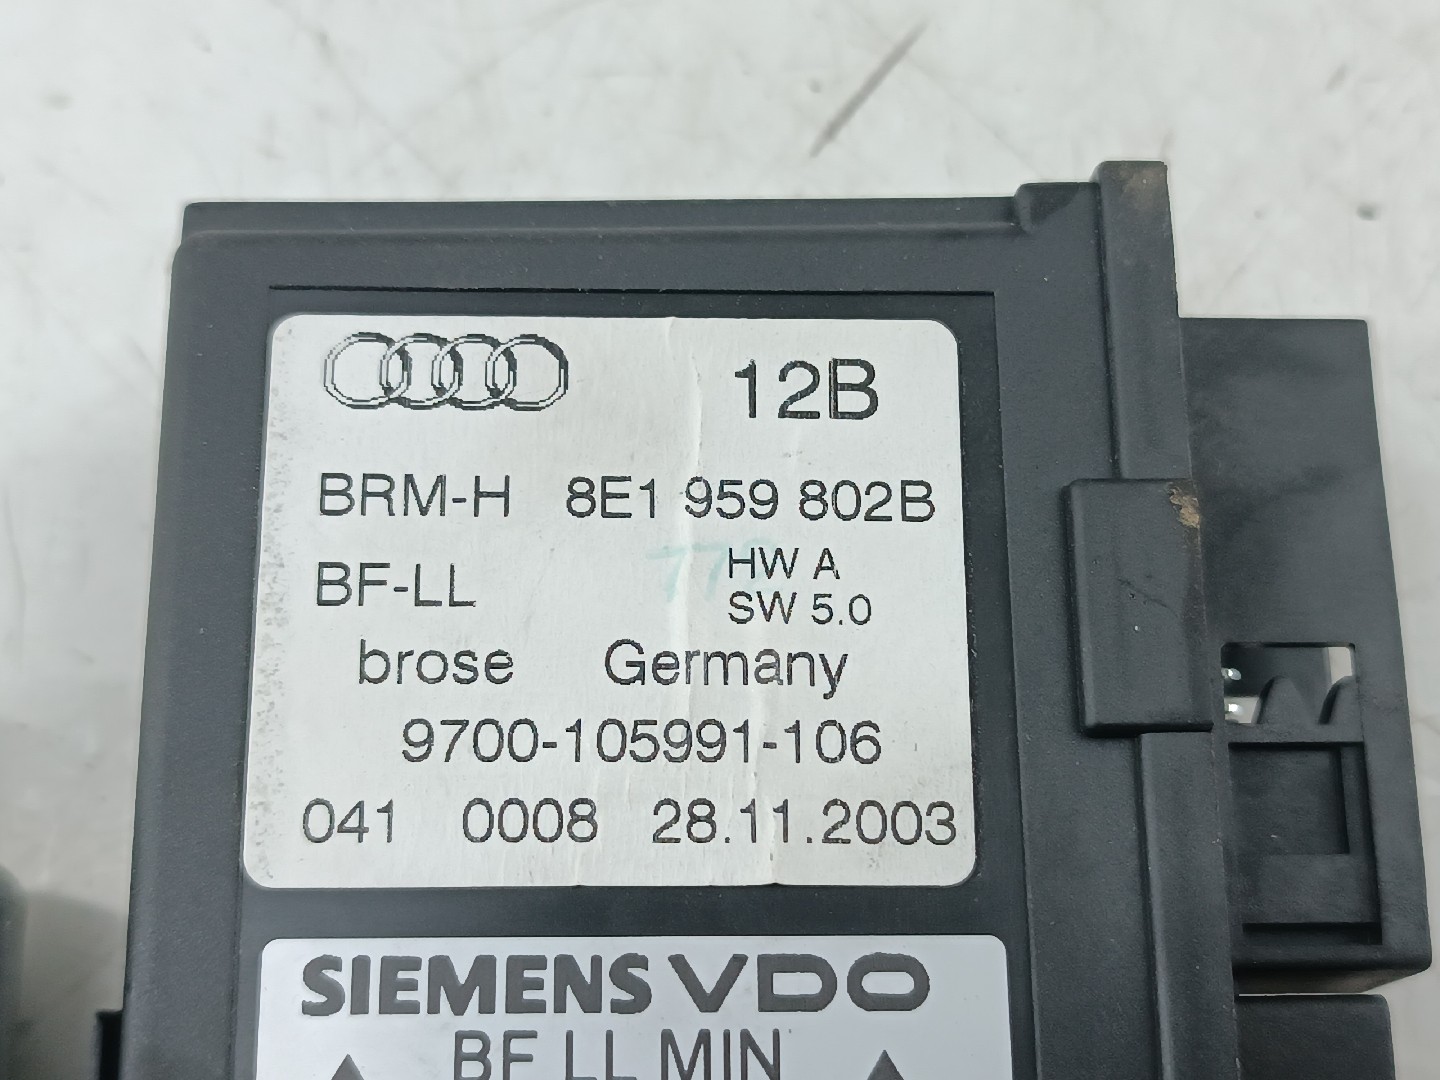 12B
BRM-H 8E1 959 802B
BF-LL HW A
SW 5.0
brose Germany
9700-105991-106
041 0008 28.11.2003
SIEMENS VDO
BF LL MIN